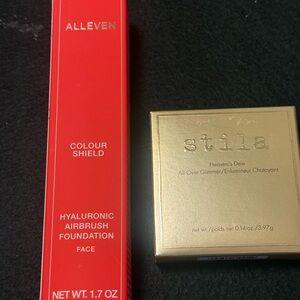 ALLEVEN
COLOUR
SHIELD
HYALURONIC
AIRBRUSH
FOUNDATION
FACE
NET WT. 1.7 OZ
stila
Heaven's Dew
All Over Glimmer/Enlumineur Chatoyant
net wt./poids net 0.14 oz./3.97g